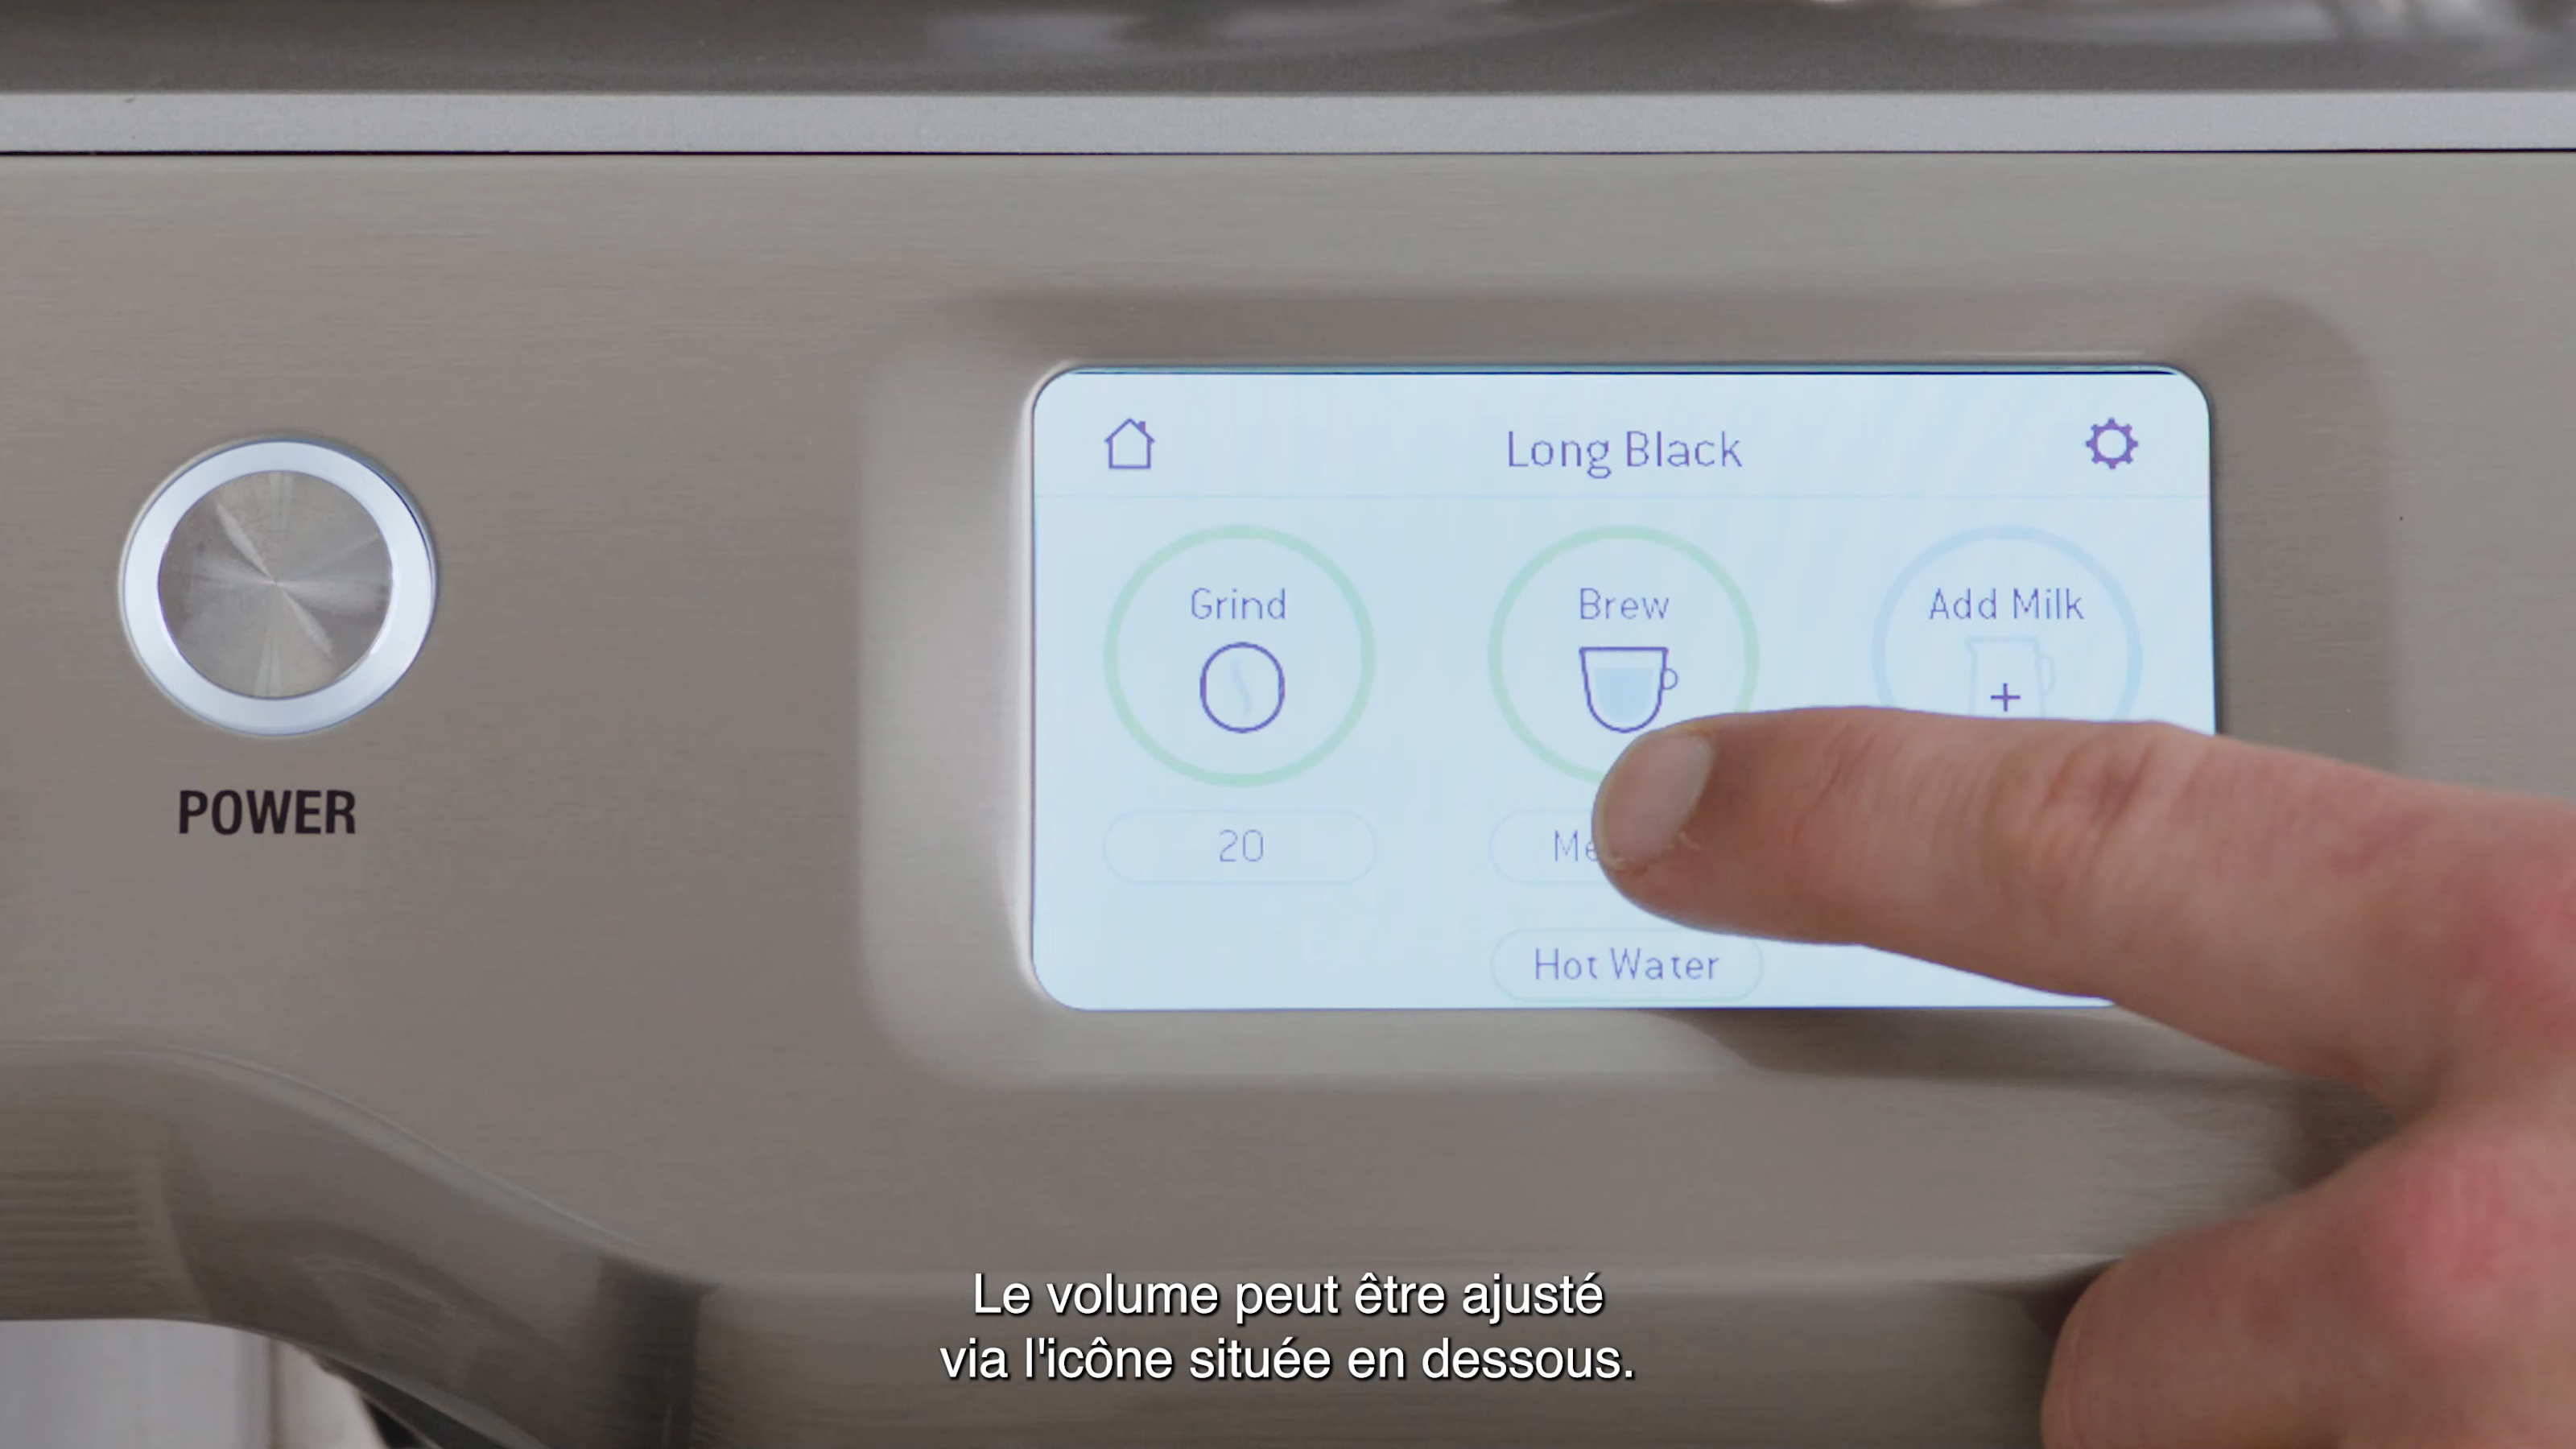 Long Black
Grind
Brew
Add Milk
+
20
Hot Water
POWER
Le volume peut être ajusté
via l'icône située en dessous.